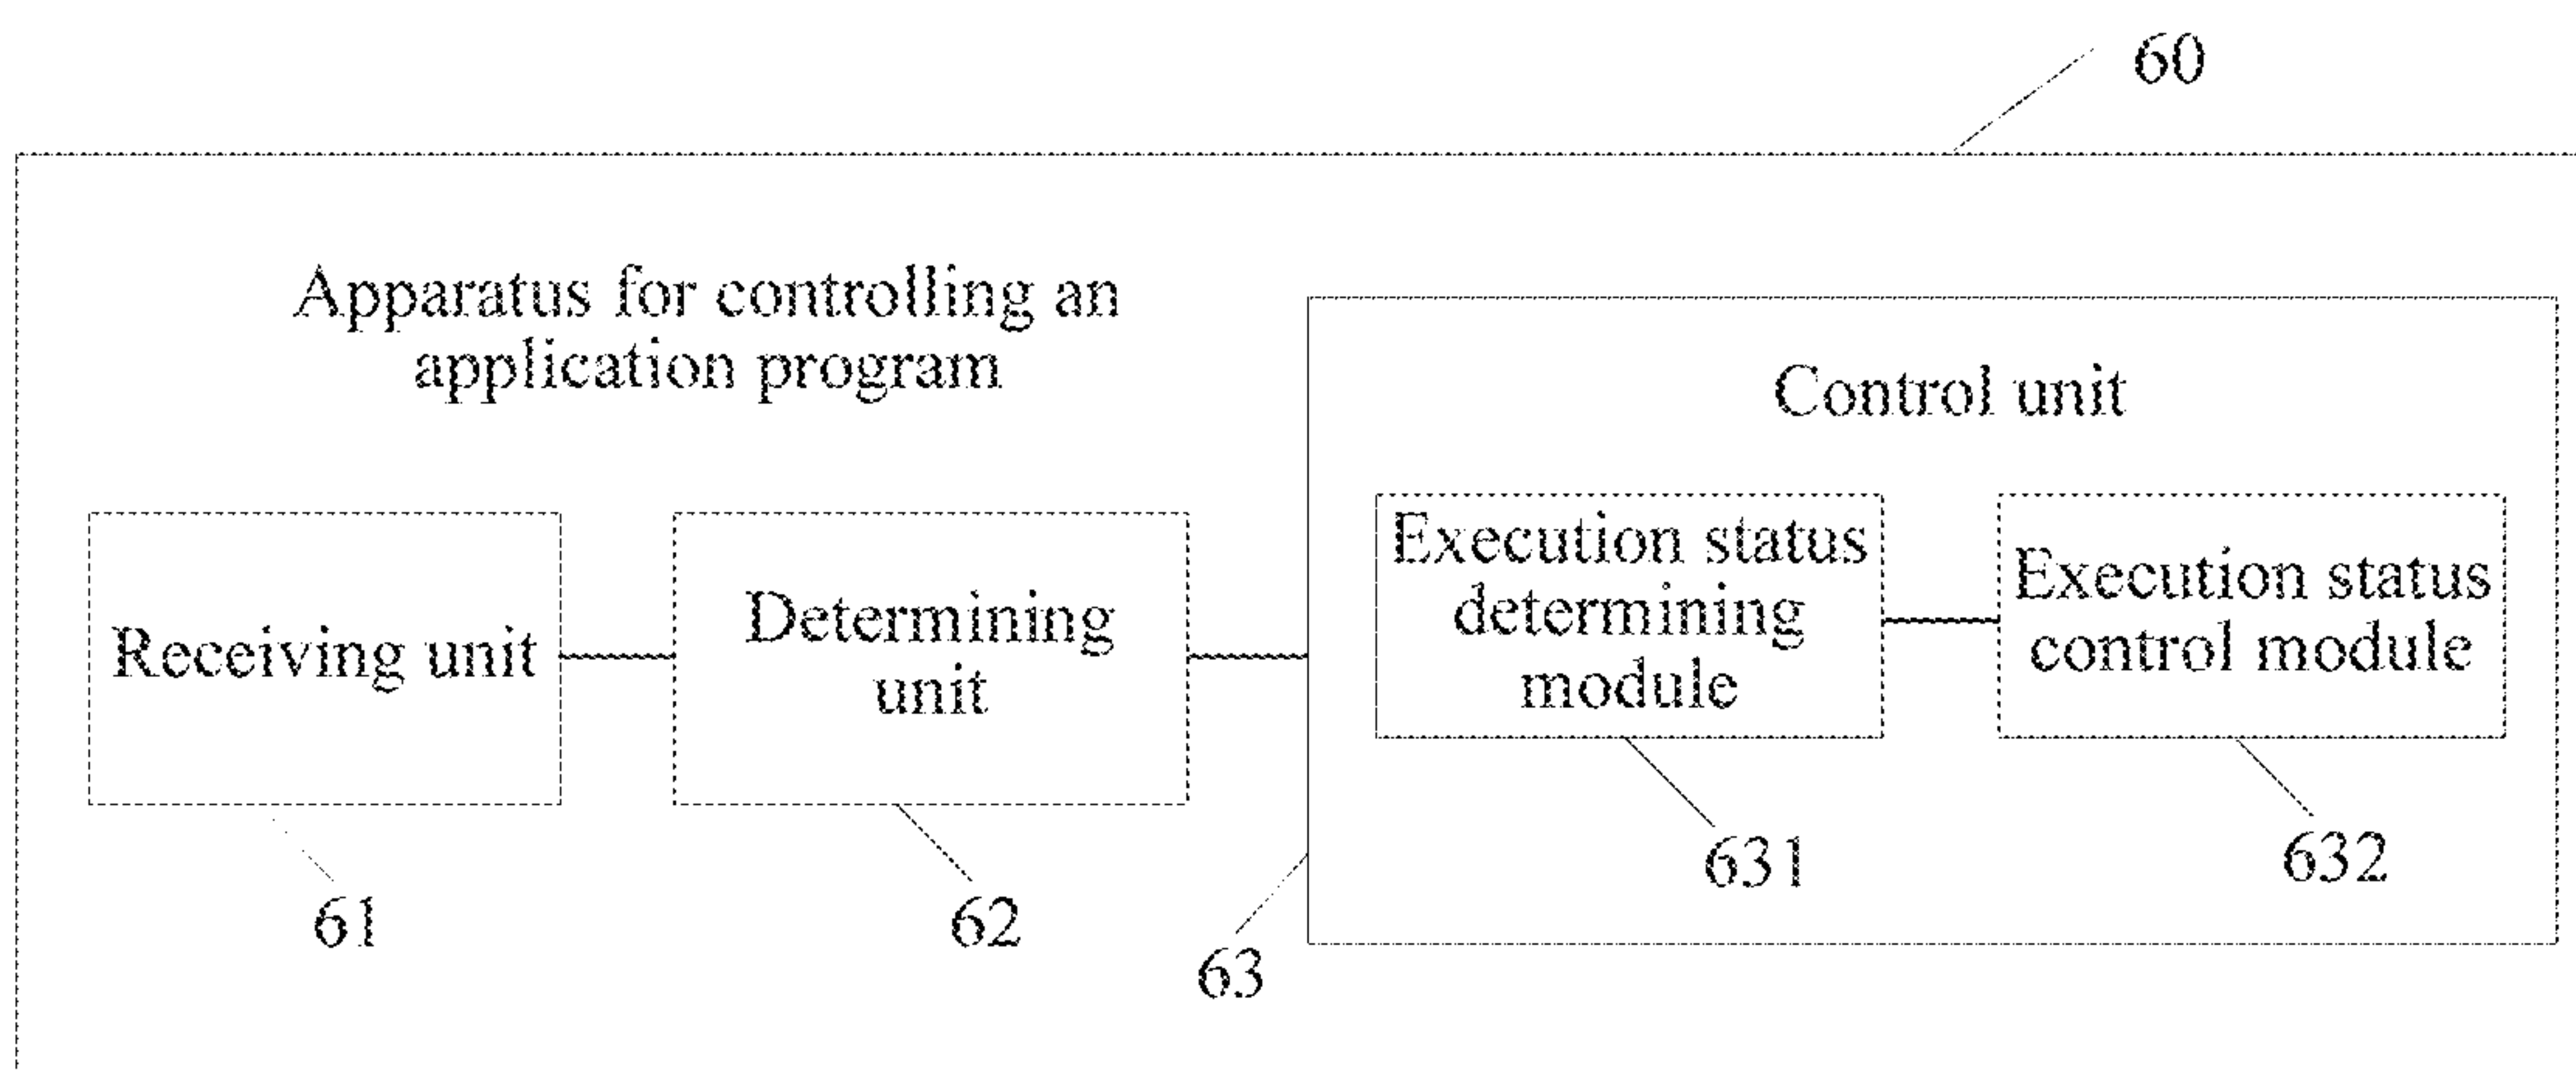 60
Apparatus for controlling an
application program
Control unit
Receiving unit
Determining
unit
Execution status
determining
module
Execution status
control module
61
62
63
631
632